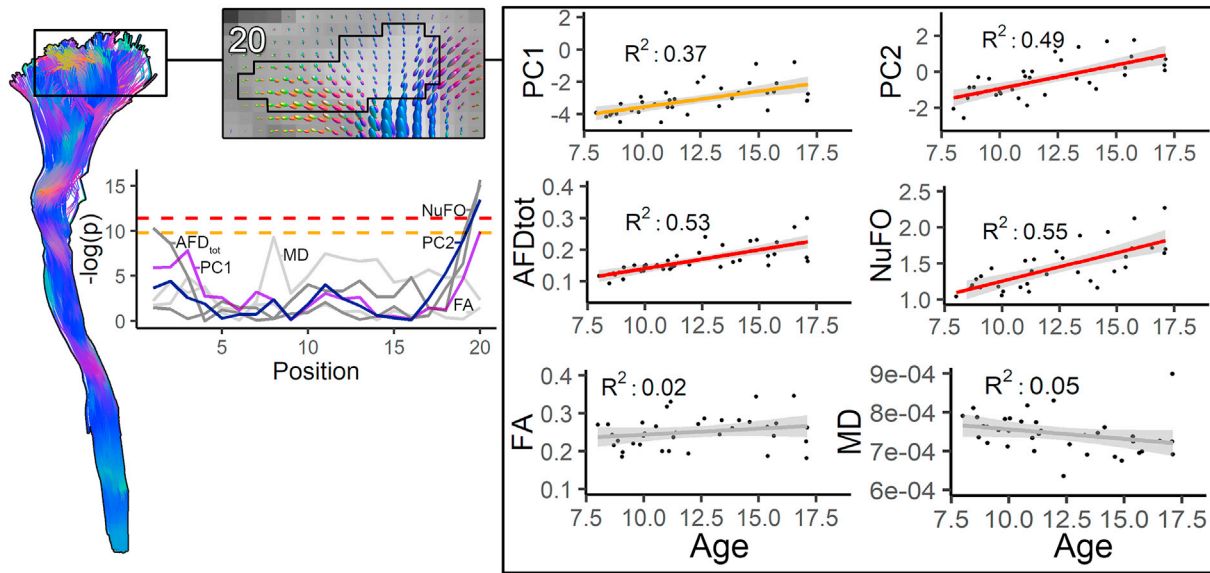 20
-log(p)
15
10
5
0
NuFO
AFDtot
PC2
MD
PC1
FA
5
10
15
20
Position
PC1
2
0
-2
-4
R²: 0.37
7.5
10.0
12.5
15.0
17.5
PC2
2
0
-2
R²: 0.49
7.5
10.0
12.5
15.0
17.5
AFDtot
0.4
0.3
0.2
0.1
R²: 0.53
7.5
10.0
12.5
15.0
17.5
NuFO
2.5
2.0
1.5
1.0
R²: 0.55
7.5
10.0
12.5
15.0
17.5
FA
0.4
0.3
0.2
0.1
R²: 0.02
7.5
10.0
12.5
15.0
17.5
Age
MD
9e-04
8e-04
7e-04
6e-04
R²: 0.05
7.5
10.0
12.5
15.0
17.5
Age